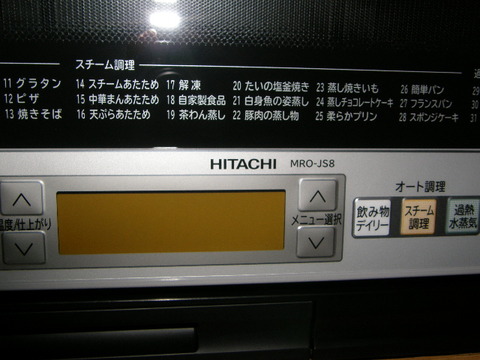 スチーム調理
11 グラタン 14 スチームあたため 17 解凍 20 たいの塩釜焼き 23 蒸し焼きいも 26 簡単パン 29
12 ピザ 15 中華まんあたため 18 自家製食品 21 白身魚の姿蒸し 24 蒸しチョコレートケーキ 27 フランスパン 30
13 焼きそば 16 天ぷらあたため 19 茶わん蒸し 22 豚肉の蒸し物 25 柔らかプリン 28 スポンジケーキ 31
HITACHI MRO-JS8
オート調理
温度/仕上がり
メニュー選択
飲み物
デイリー
スチーム
調理
過熱
水蒸気